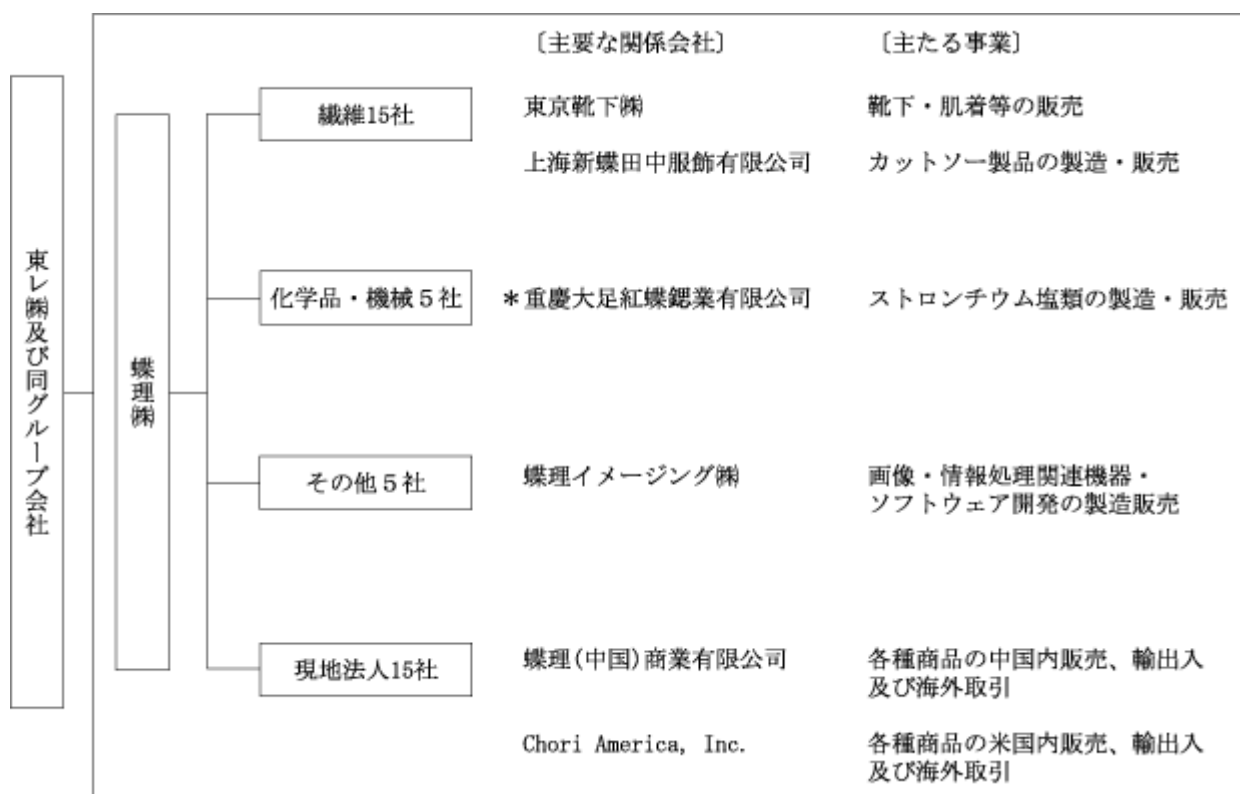 〔主要な関係会社〕 〔主たる事業〕
東レ㈱及び同グループ会社
蝶理㈱
繊維15社 東京靴下㈱ 靴下・肌着等の販売
上海新蝶田中服飾有限公司 カットソー製品の製造・販売
化学品・機械５社 ＊重慶大足紅蝶鍶業有限公司 ストロンチウム塩類の製造・販売
その他５社 蝶理イメージング㈱ 画像・情報処理関連機器・
ソフトウェア開発の製造販売
現地法人15社 蝶理(中国)商業有限公司 各種商品の中国内販売、輸出入
及び海外取引
Chori America, Inc. 各種商品の米国内販売、輸出入
及び海外取引